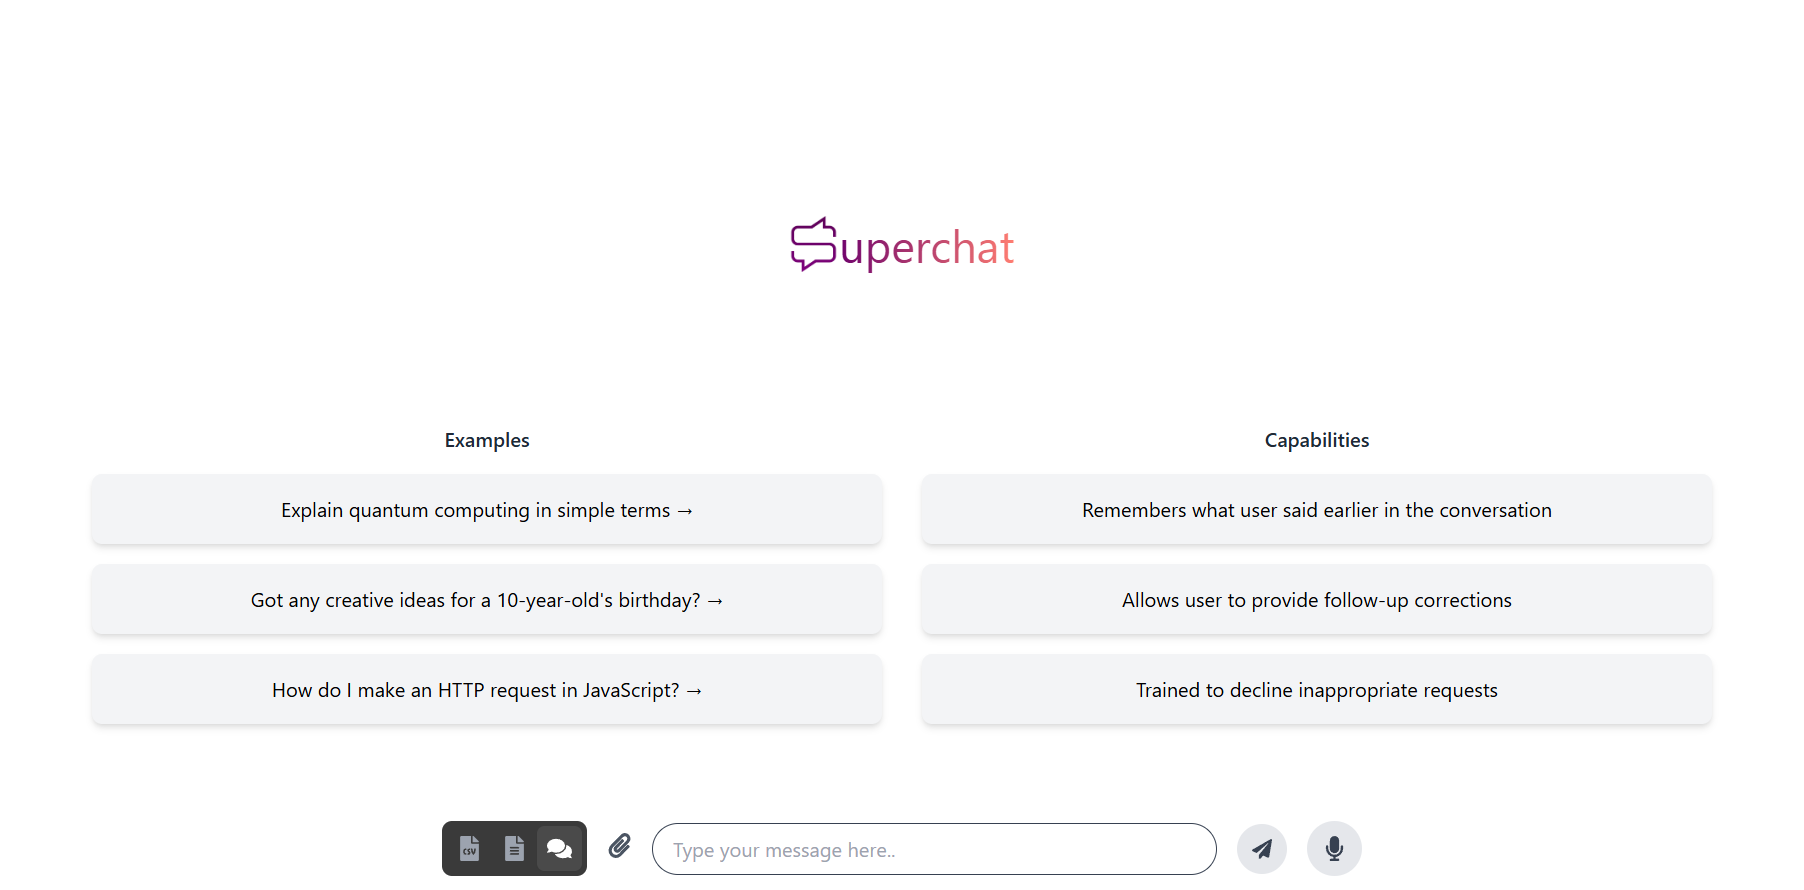 Superchat
Examples
Explain quantum computing in simple terms →
Got any creative ideas for a 10-year-old's birthday? →
How do I make an HTTP request in JavaScript? →
Capabilities
Remembers what user said earlier in the conversation
Allows user to provide follow-up corrections
Trained to decline inappropriate requests
CSV
Type your message here..